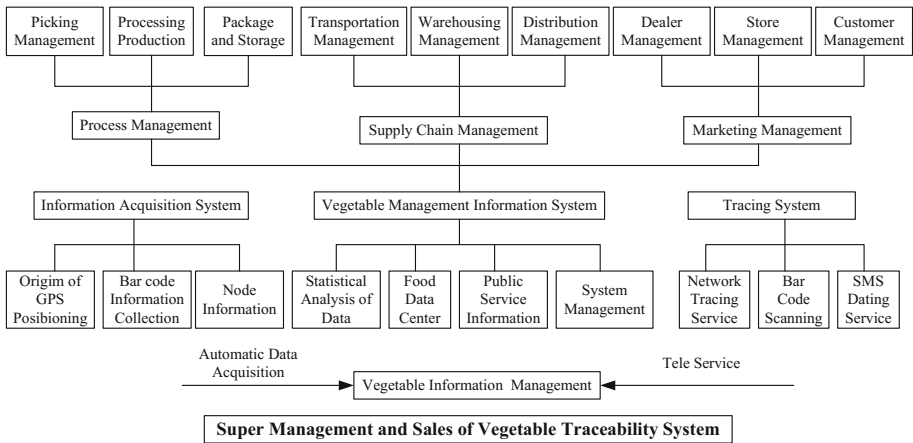 Picking
Management
Processing
Production
Package
and Storage
Transportation
Management
Warehousing
Management
Distribution
Management
Dealer
Management
Store
Management
Customer
Management
Process Management
Supply Chain Management
Marketing Management
Information Acquisition System
Vegetable Management Information System
Tracing System
Origim of
GPS
Posibioning
Bar code
Information
Collection
Node
Information
Statistical
Analysis of
Data
Food
Data
Center
Public
Service
Information
System
Management
Network
Tracing
Service
Bar
Code
Scanning
SMS
Dating
Service
Automatic Data
Acquisition
Vegetable Information Management
Tele Service
Super Management and Sales of Vegetable Traceability System